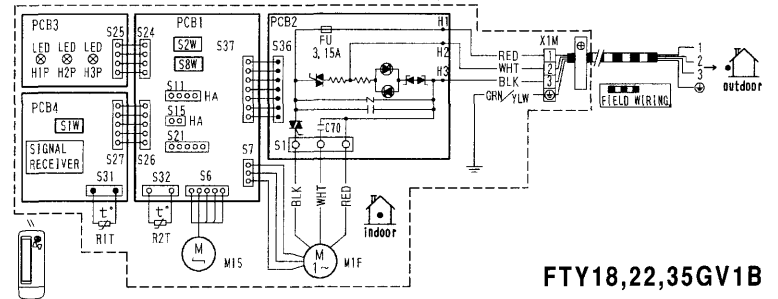 PCB3
S25
S24
PCB1
PCB2
H1
LED LED LED
H1P H2P H3P
S2W
S8W
S37
S36
FU
3,15A
H2
H3
RED
WHT
BLK
GRN/YLW
X1M
1
2
3
1
2
3
outdoor
FIELD WIRING
PCB4
S1W
SIGNAL
RECEIVER
S27
S26
S11
HA
S15
HA
S21
S7
S1
C70
S31
S32
S6
t°
R1T
t°
R2T
M
M1S
BLK
WHT
RED
M
1~
M1F
indoor
FTY18,22,35GV1B